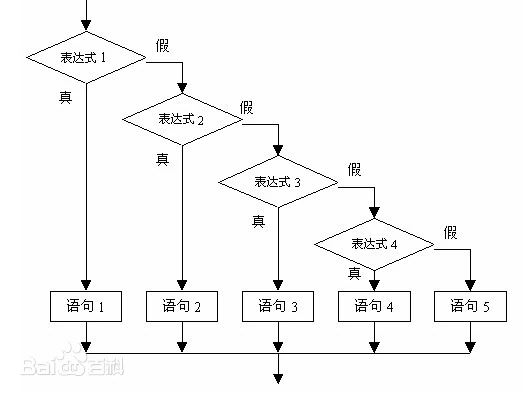 表达式 1
假
真
表达式 2
假
真
表达式 3
假
真
表达式 4
假
真
语句 1
语句 2
语句 3
语句 4
语句 5
Bai百科